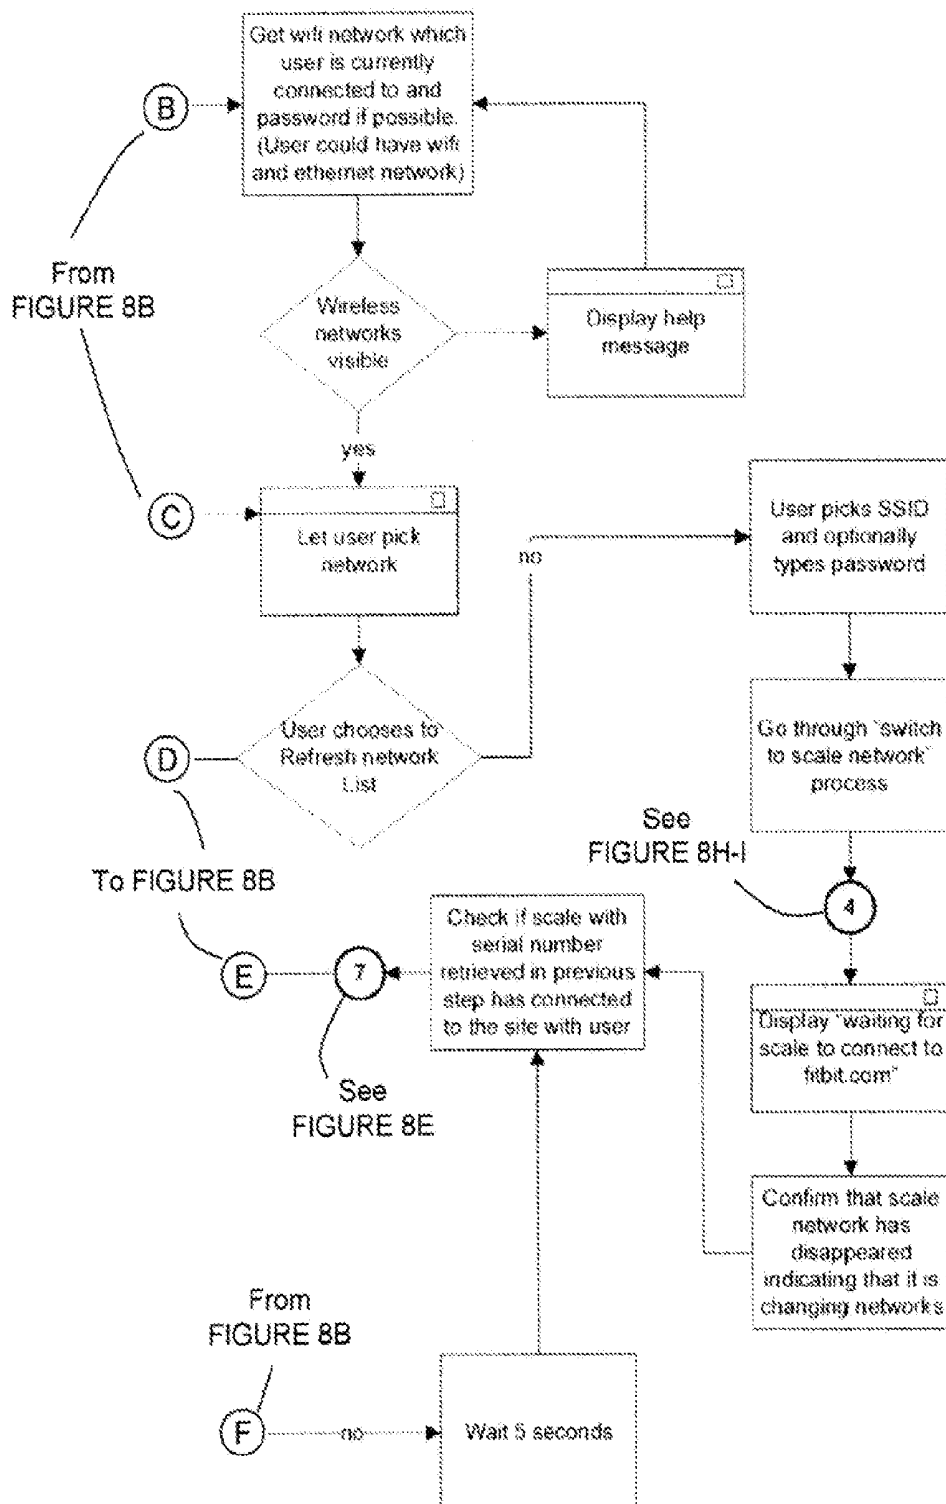 Get wifi network which
user is currently
connected to and
password if possible.
(User could have wifi
and ethernet network)
B
From
FIGURE 8B
Wireless
networks
visible
Display help
message
yes
C
Let user pick
network
no
User picks SSID
and optionally
types password
D
User chooses to
Refresh network
List
Go through "switch
to scale network"
process
See
FIGURE 8H-I
4
To FIGURE 8B
E
7
Check if scale with
serial number
retrieved in previous
step has connected
to the site with user
See
FIGURE 8E
Display "waiting for
scale to connect to
fitbit.com"
Confirm that scale
network has
disappeared
indicating that it is
changing networks
From
FIGURE 8B
F
no
Wait 5 seconds